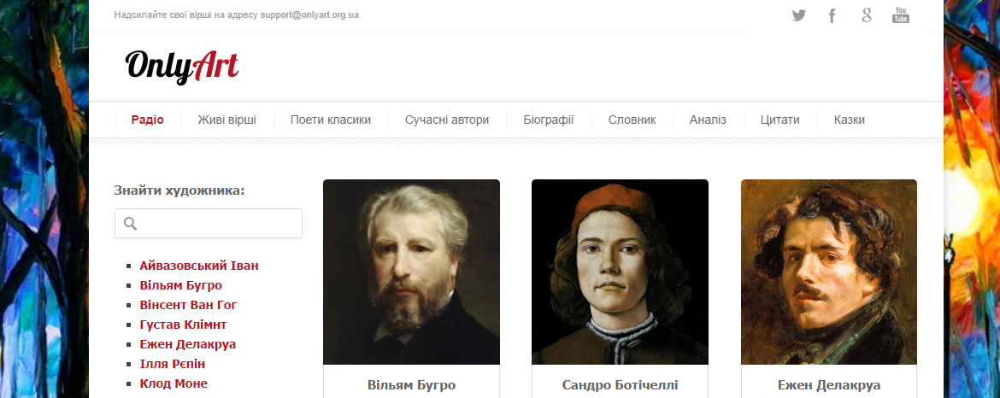 Надсилайте свої вірші на адресу support@onlyart.org.ua
You
Tube
OnlyArt
Радіо Живі вірші Поети класики Сучасні автори Біографії Словник Аналіз Цитати Казки
Знайти художника:
Айвазовський Іван
Вільям Бугро
Вінсент Ван Гог
Густав Клімнт
Ежен Делакруа
Ілля Рєпін
Клод Моне
Вільям Бугро
Сандро Ботічеллі
Ежен Делакруа